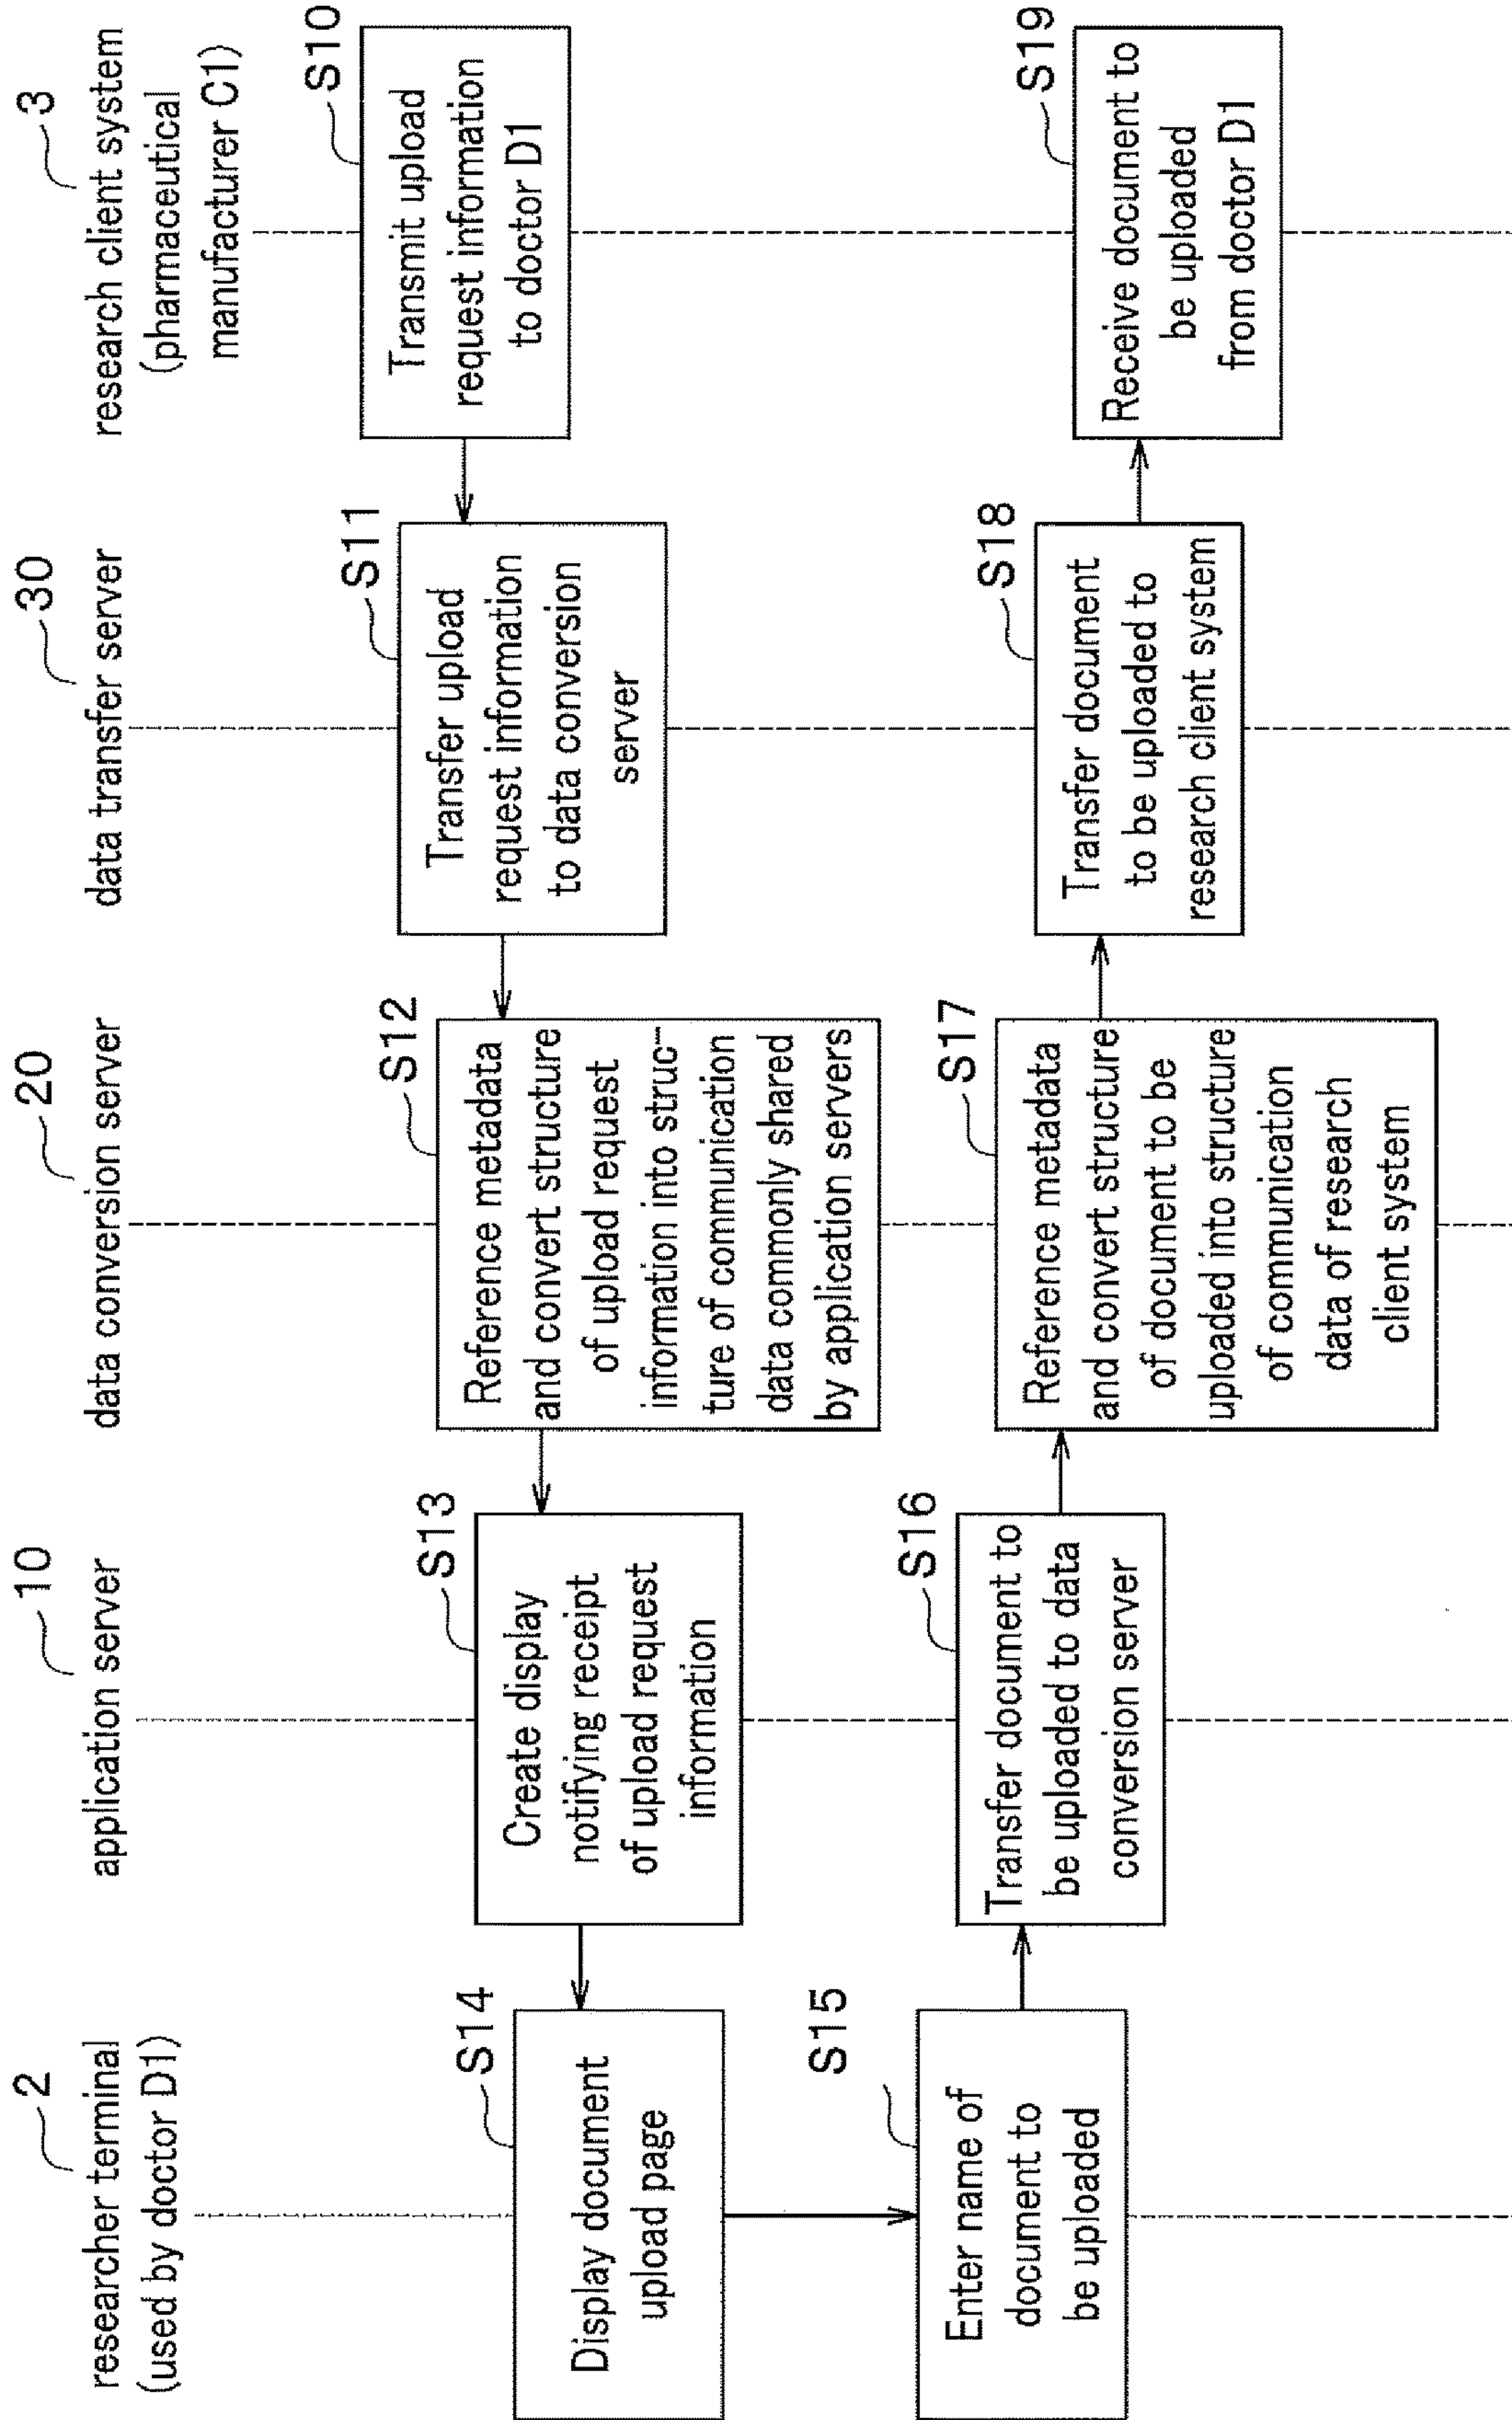 2
researcher terminal
(used by doctor D1)
10
application server
20
data conversion server
30
data transfer server
3
research client system
(pharmaceutical
manufacturer C1)
S10
Transmit upload
request information
to doctor D1
S11
Transfer upload
request information
to data conversion
server
S12
Reference metadata
and convert structure
of upload request
information into struc-
ture of communication
data commonly shared
by application servers
S13
Create display
notifying receipt
of upload request
information
S14
Display document
upload page
S15
Enter name of
document to
be uploaded
S16
Transfer document to
be uploaded to data
conversion server
S17
Reference metadata
and convert structure
of document to be
uploaded into structure
of communication
data of research
client system
S18
Transfer document
to be uploaded to
research client system
S19
Receive document to
be uploaded
from doctor D1